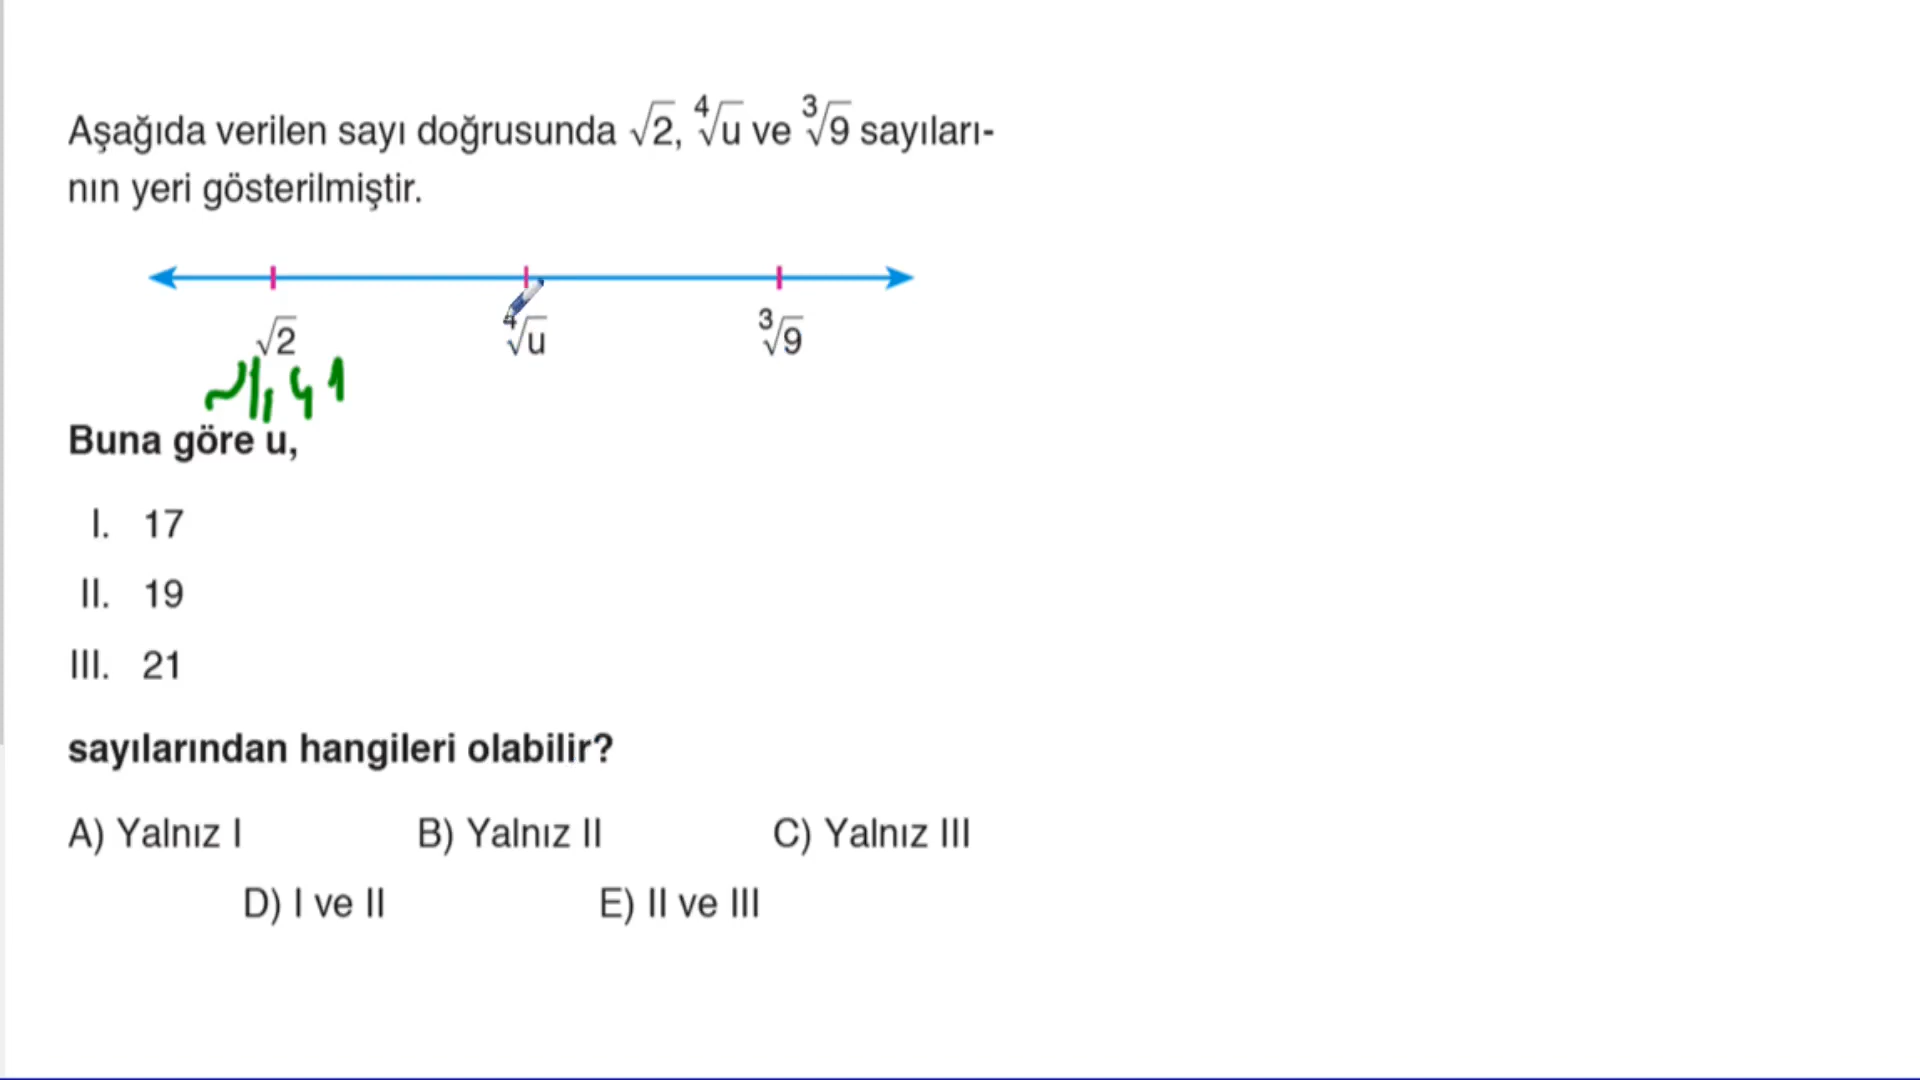 Aşağıda verilen sayı doğrusunda √2, ⁴√u ve ³√9 sayıları-
nın yeri gösterilmiştir.
√2 ⁴√u ³√9
~1,41
Buna göre u,
I. 17
II. 19
III. 21
sayılarından hangileri olabilir?
A) Yalnız I B) Yalnız II C) Yalnız III
D) I ve II E) II ve III